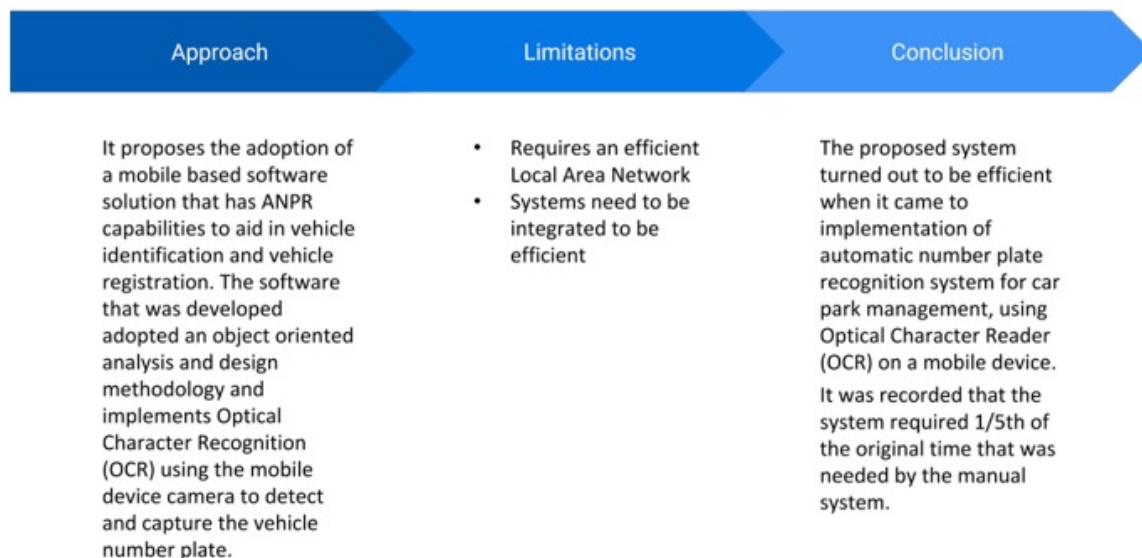 Approach
Limitations
Conclusion
It proposes the adoption of
a mobile based software
solution that has ANPR
capabilities to aid in vehicle
identification and vehicle
registration. The software
that was developed
adopted an object oriented
analysis and design
methodology and
implements Optical
Character Recognition
(OCR) using the mobile
device camera to detect
and capture the vehicle
number plate.
• Requires an efficient
Local Area Network
• Systems need to be
integrated to be
efficient
The proposed system
turned out to be efficient
when it came to
implementation of
automatic number plate
recognition system for car
park management, using
Optical Character Reader
(OCR) on a mobile device.
It was recorded that the
system required 1/5th of
the original time that was
needed by the manual
system.